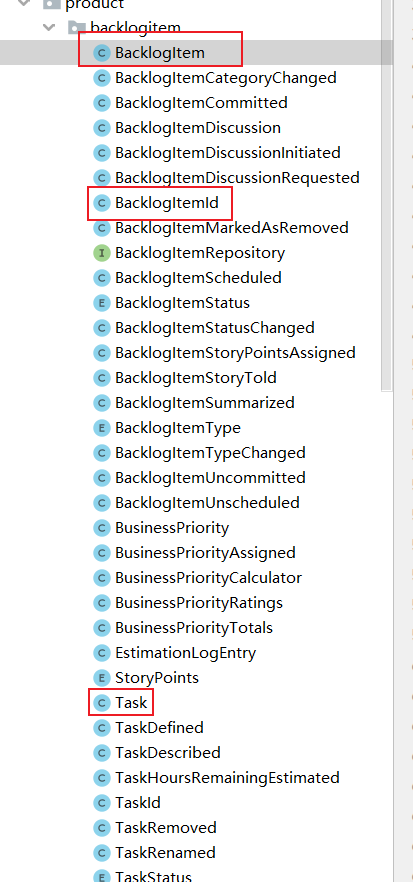 product
backlogitem
BacklogItem
BacklogItemCategoryChanged
BacklogItemCommitted
BacklogItemDiscussion
BacklogItemDiscussionInitiated
BacklogItemDiscussionRequested
BacklogItemId
BacklogItemMarkedAsRemoved
BacklogItemRepository
BacklogItemScheduled
BacklogItemStatus
BacklogItemStatusChanged
BacklogItemStoryPointsAssigned
BacklogItemStoryTold
BacklogItemSummarized
BacklogItemType
BacklogItemTypeChanged
BacklogItemUncommitted
BacklogItemUnscheduled
BusinessPriority
BusinessPriorityAssigned
BusinessPriorityCalculator
BusinessPriorityRatings
BusinessPriorityTotals
EstimationLogEntry
StoryPoints
Task
TaskDefined
TaskDescribed
TaskHoursRemainingEstimated
TaskId
TaskRemoved
TaskRenamed
TaskStatus